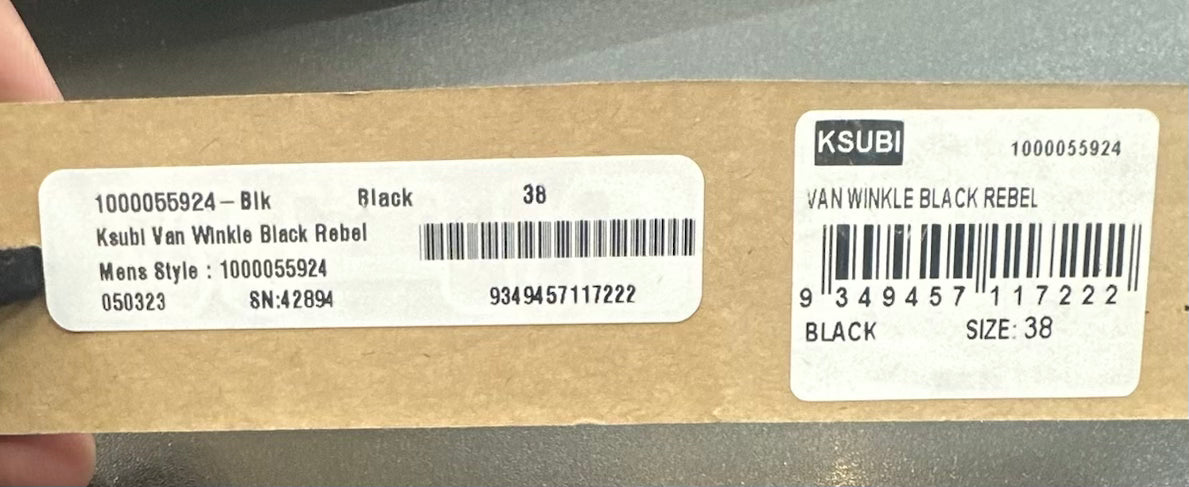 1000055924-Blk Black 38
Ksubi Van Winkle Black Rebel
Mens Style : 1000055924
050323 SN:42894
9349457117222
KSUBI 1000055924
VAN WINKLE BLACK REBEL
9 349457 117222
BLACK SIZE: 38